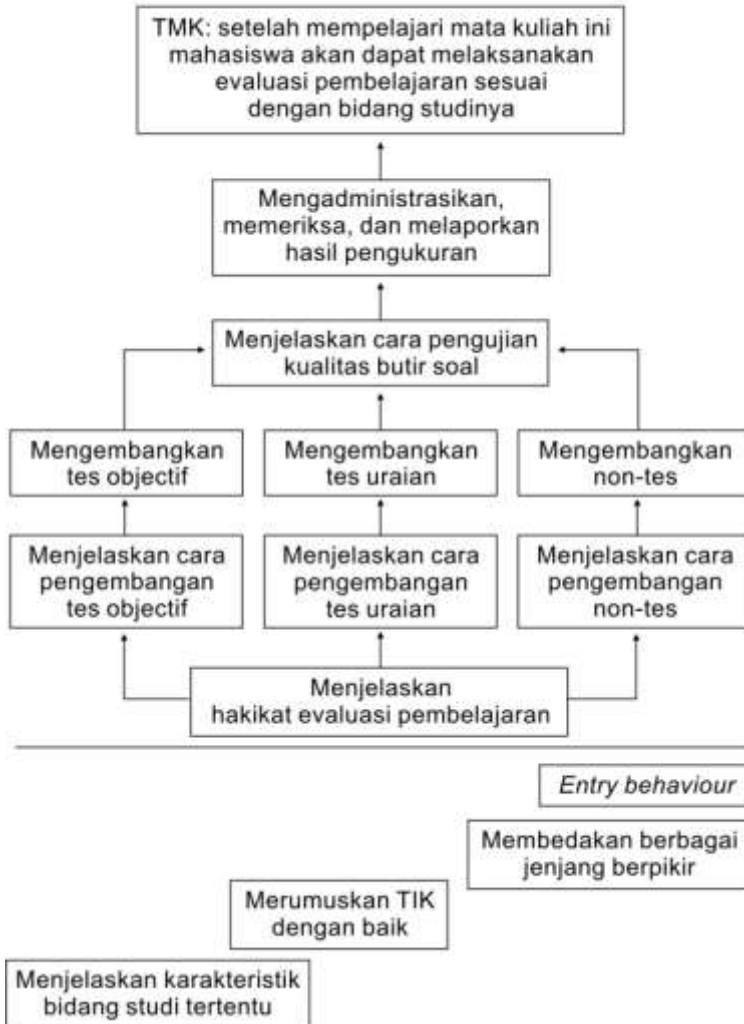 TMK: setelah mempelajari mata kuliah ini
mahasiswa akan dapat melaksanakan
evaluasi pembelajaran sesuai
dengan bidang studinya
Mengadministrasikan,
memeriksa, dan melaporkan
hasil pengukuran
Menjelaskan cara pengujian
kualitas butir soal
Mengembangkan
tes objectif
Mengembangkan
tes uraian
Mengembangkan
non-tes
Menjelaskan cara
pengembangan
tes objectif
Menjelaskan cara
pengembangan
tes uraian
Menjelaskan cara
pengembangan
non-tes
Menjelaskan
hakikat evaluasi pembelajaran
Entry behaviour
Membedakan berbagai
jenjang berpikir
Merumuskan TIK
dengan baik
Menjelaskan karakteristik
bidang studi tertentu